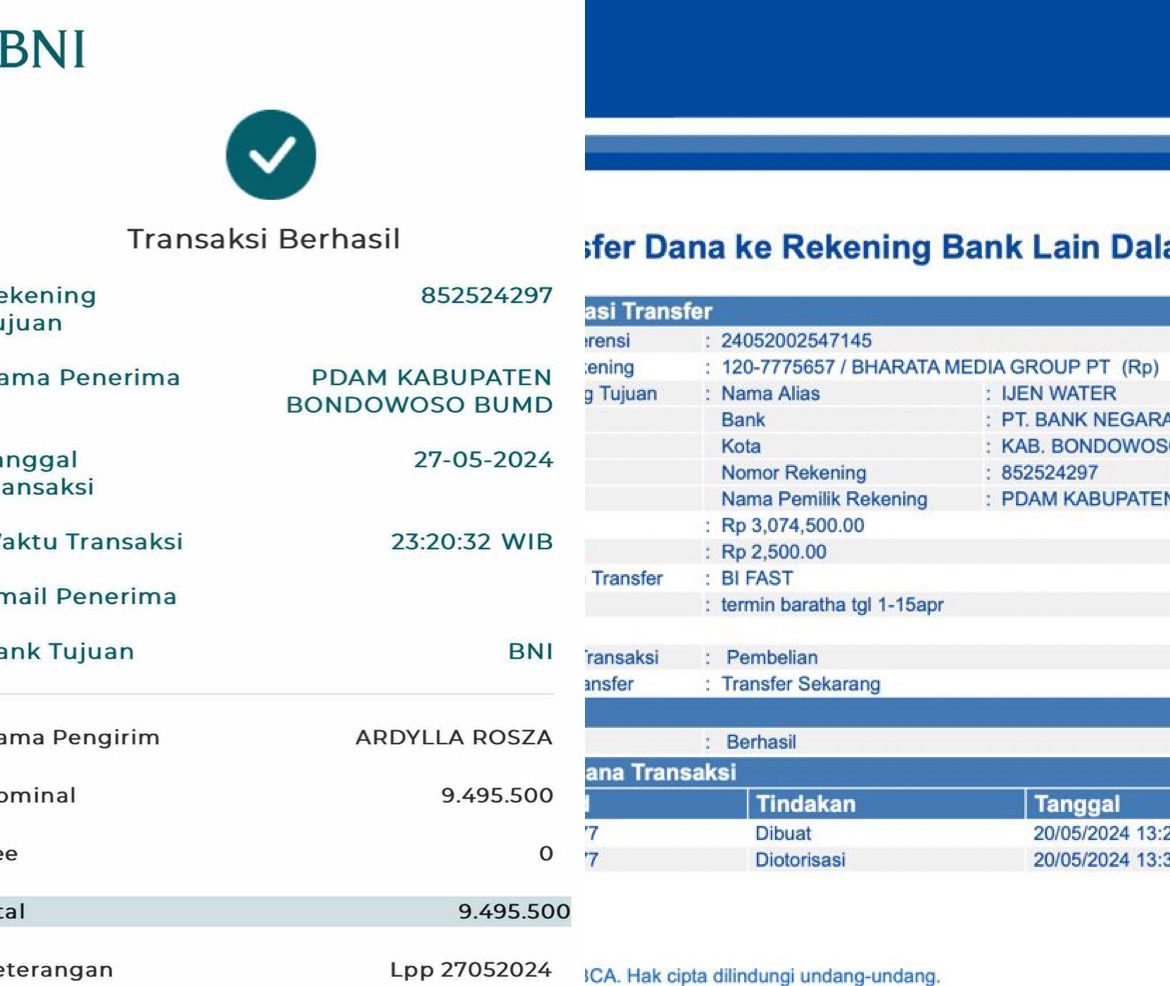 BNI
Transaksi Berhasil
ekening 852524297
ujuan
ama Penerima PDAM KABUPATEN
BONDOWOSO BUMD
anggal 27-05-2024
ansaksi
aktu Transaksi 23:20:32 WIB
mail Penerima
ank Tujuan BNI
ama Pengirim ARDYLLA ROSZA
ominal 9.495.500
ee 0
tal 9.495.500
eterangan Lpp 27052024
sfer Dana ke Rekening Bank Lain Dala
asi Transfer
erensi : 24052002547145
ening : 120-7775657 / BHARATA MEDIA GROUP PT (Rp)
g Tujuan : Nama Alias : IJEN WATER
Bank : PT. BANK NEGARA
Kota : KAB. BONDOWOSO
Nomor Rekening : 852524297
Nama Pemilik Rekening : PDAM KABUPATEN
: Rp 3,074,500.00
: Rp 2,500.00
Transfer : BI FAST
: termin baratha tgl 1-15apr
Transaksi : Pembelian
ansfer : Transfer Sekarang
: Berhasil
ana Transaksi
Tindakan Tanggal
77 Dibuat 20/05/2024 13:2
77 Diotorisasi 20/05/2024 13:3
BCA. Hak cipta dilindungi undang-undang.